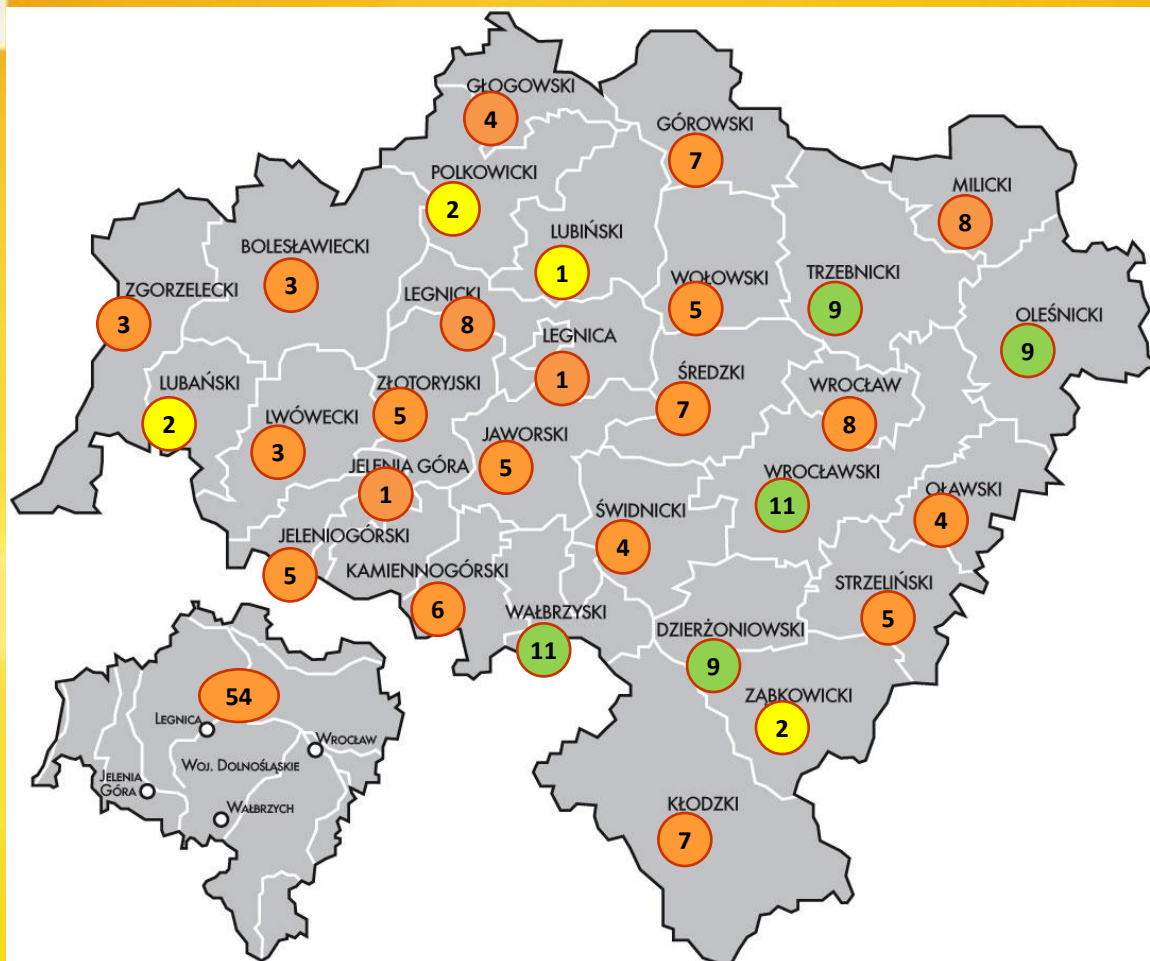 GŁOGOWSKI
4
GÓROWSKI
7
POLKOWICKI
2
MILICKI
8
LUBIŃSKI
1
BOLESŁAWIECKI
3
WOŁOWSKI
5
TRZEBNICKI
9
ZGORZELECKI
3
LEGNICKI
8
OLEŚNICKI
9
LEGNICA
1
LUBAŃSKI
2
ZŁOTORYJSKI
5
ŚREDZKI
7
WROCŁAW
8
LWÓWECKI
3
JAWORSKI
5
JELENIA GÓRA
1
WROCŁAWSKI
11
OŁAWSKI
4
ŚWIDNICKI
4
JELENIOGÓRSKI
5
KAMIENNOGÓRSKI
6
STRZELIŃSKI
5
WAŁBRZYSKI
11
DZIERŻONIOWSKI
9
ZĄBKOWICKI
2
KŁODZKI
7
54
LEGNICA
WROCŁAW
WOJ. DOLNOŚLĄSKIE
JELENIA
GÓRA
WAŁBRZYCH